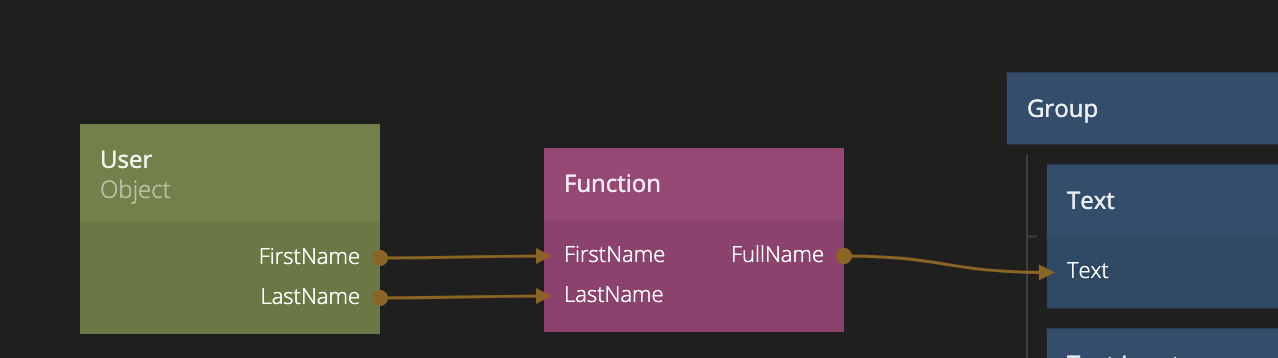 User
Object
FirstName
LastName
Function
FirstName
FullName
LastName
Group
Text
Text